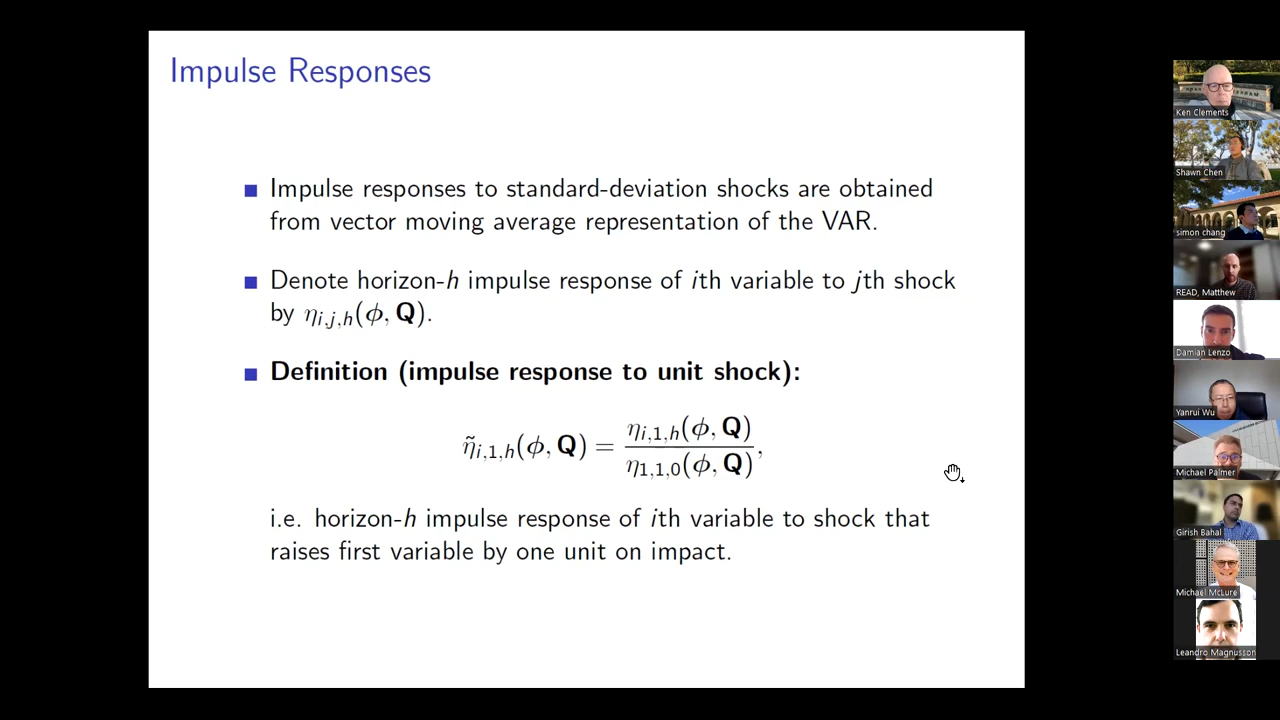 Impulse Responses
Impulse responses to standard-deviation shocks are obtained
from vector moving average representation of the VAR.
Denote horizon-h impulse response of ith variable to jth shock
by η_{i,j,h}(ϕ, Q).
Definition (impulse response to unit shock):
η̃_{i,1,h}(ϕ, Q) = η_{i,1,h}(ϕ, Q) / η_{1,1,0}(ϕ, Q),
i.e. horizon-h impulse response of ith variable to shock that
raises first variable by one unit on impact.
Ken Clements
Shawn Chen
simon chang
READ, Matthew
Damian Lenzo
Yanrui Wu
Michael Palmer
Girish Bahal
Michael McLure
Leandro Magnusson